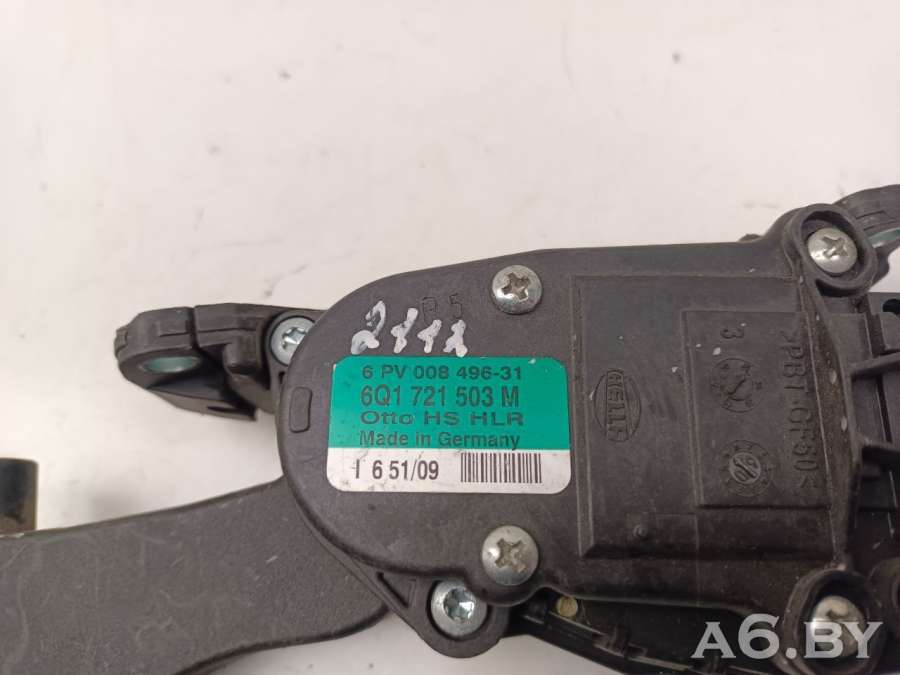 2111
6 PV 008 496-31
6Q1 721 503 M
Otto HS HLR
Made in Germany
I 6 51/09
HELLA
3
A6.BY